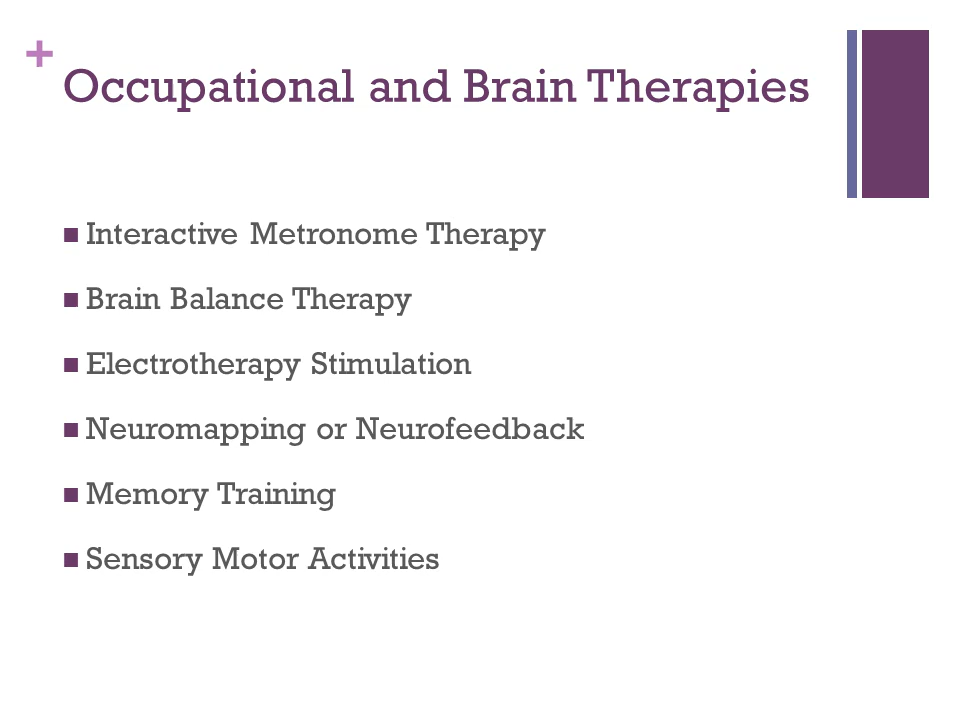 +
Occupational and Brain Therapies
■ Interactive Metronome Therapy
■ Brain Balance Therapy
■ Electrotherapy Stimulation
■ Neuromapping or Neurofeedback
■ Memory Training
■ Sensory Motor Activities